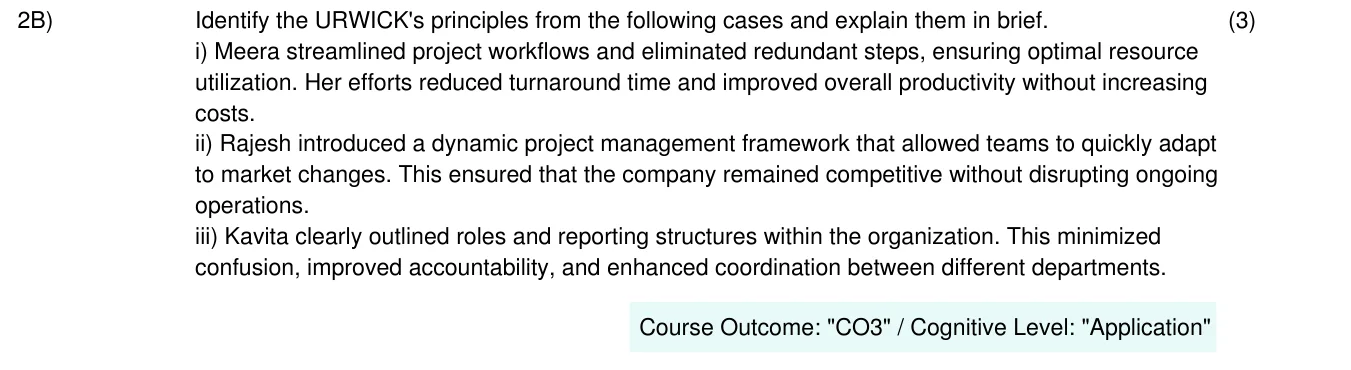 2B) Identify the URWICK's principles from the following cases and explain them in brief. (3)
i) Meera streamlined project workflows and eliminated redundant steps, ensuring optimal resource
utilization. Her efforts reduced turnaround time and improved overall productivity without increasing
costs.
ii) Rajesh introduced a dynamic project management framework that allowed teams to quickly adapt
to market changes. This ensured that the company remained competitive without disrupting ongoing
operations.
iii) Kavita clearly outlined roles and reporting structures within the organization. This minimized
confusion, improved accountability, and enhanced coordination between different departments.
Course Outcome: "CO3" / Cognitive Level: "Application"